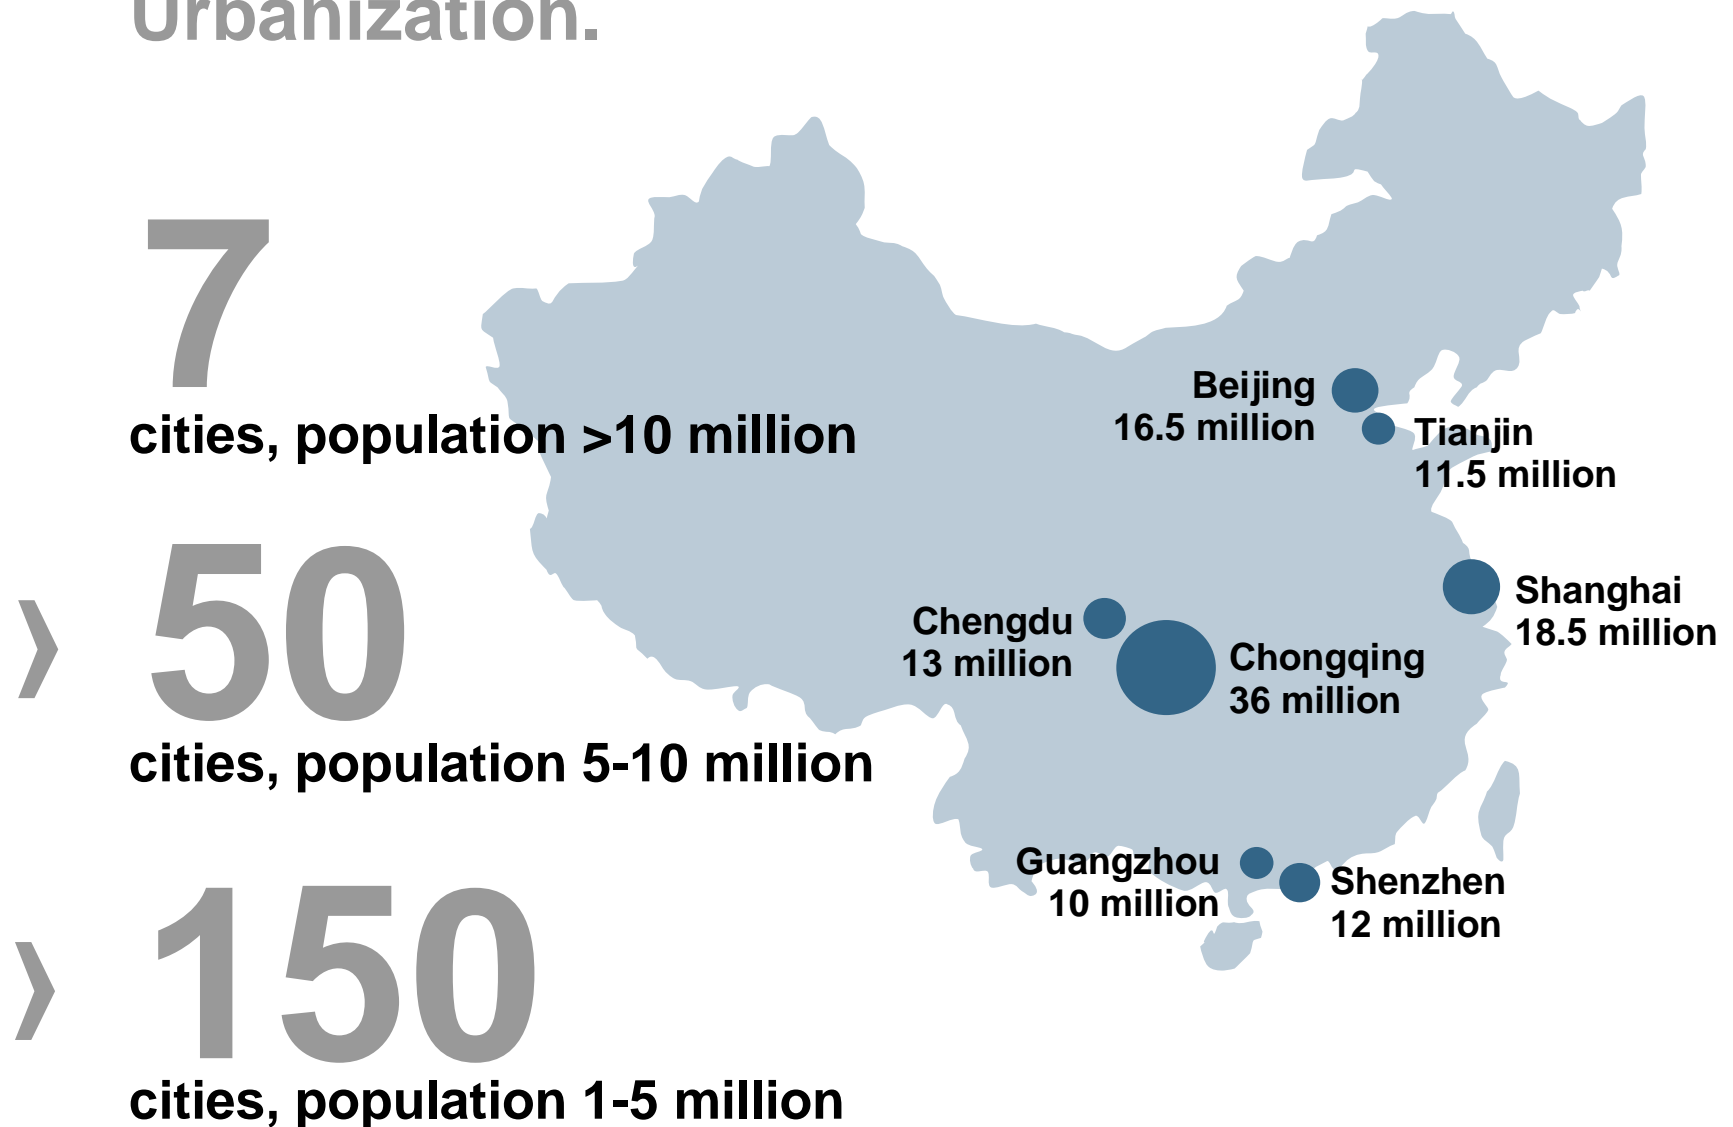 Urbanization.
7
cities, population >10 million
› 50
cities, population 5-10 million
› 150
cities, population 1-5 million
Beijing
16.5 million
Tianjin
11.5 million
Shanghai
18.5 million
Chengdu
13 million
Chongqing
36 million
Guangzhou
10 million
Shenzhen
12 million